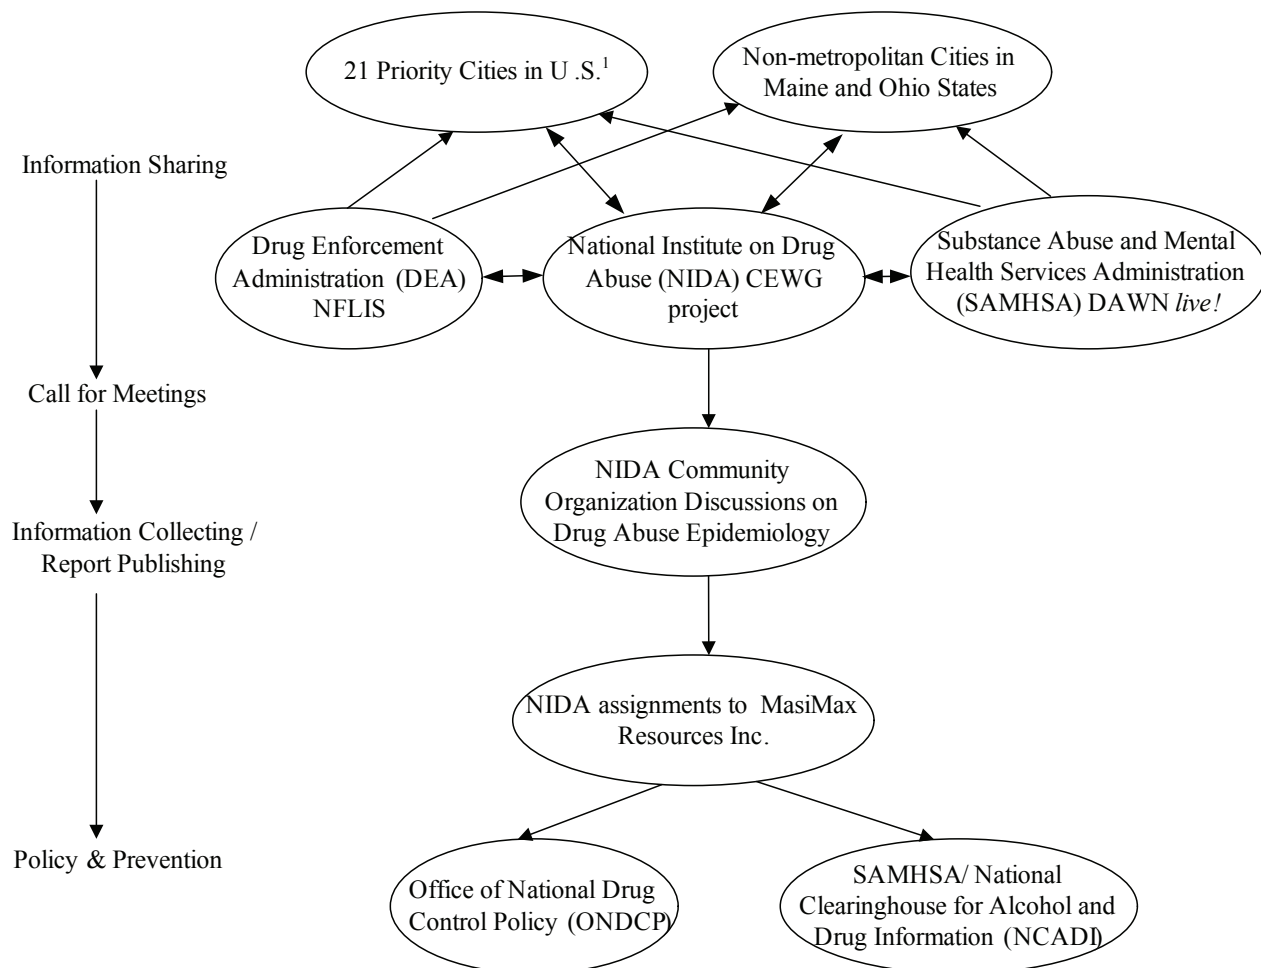 21 Priority Cities in U .S.1
Non-metropolitan Cities in
Maine and Ohio States
Information Sharing
Drug Enforcement
Administration (DEA)
NFLIS
National Institute on Drug
Abuse (NIDA) CEWG
project
Substance Abuse and Mental
Health Services Administration
(SAMHSA) DAWN live!
Call for Meetings
NIDA Community
Organization Discussions on
Drug Abuse Epidemiology
Information Collecting /
Report Publishing
NIDA assignments to MasiMax
Resources Inc.
Policy & Prevention
Office of National Drug
Control Policy (ONDCP)
SAMHSA/ National
Clearinghouse for Alcohol and
Drug Information (NCADI)